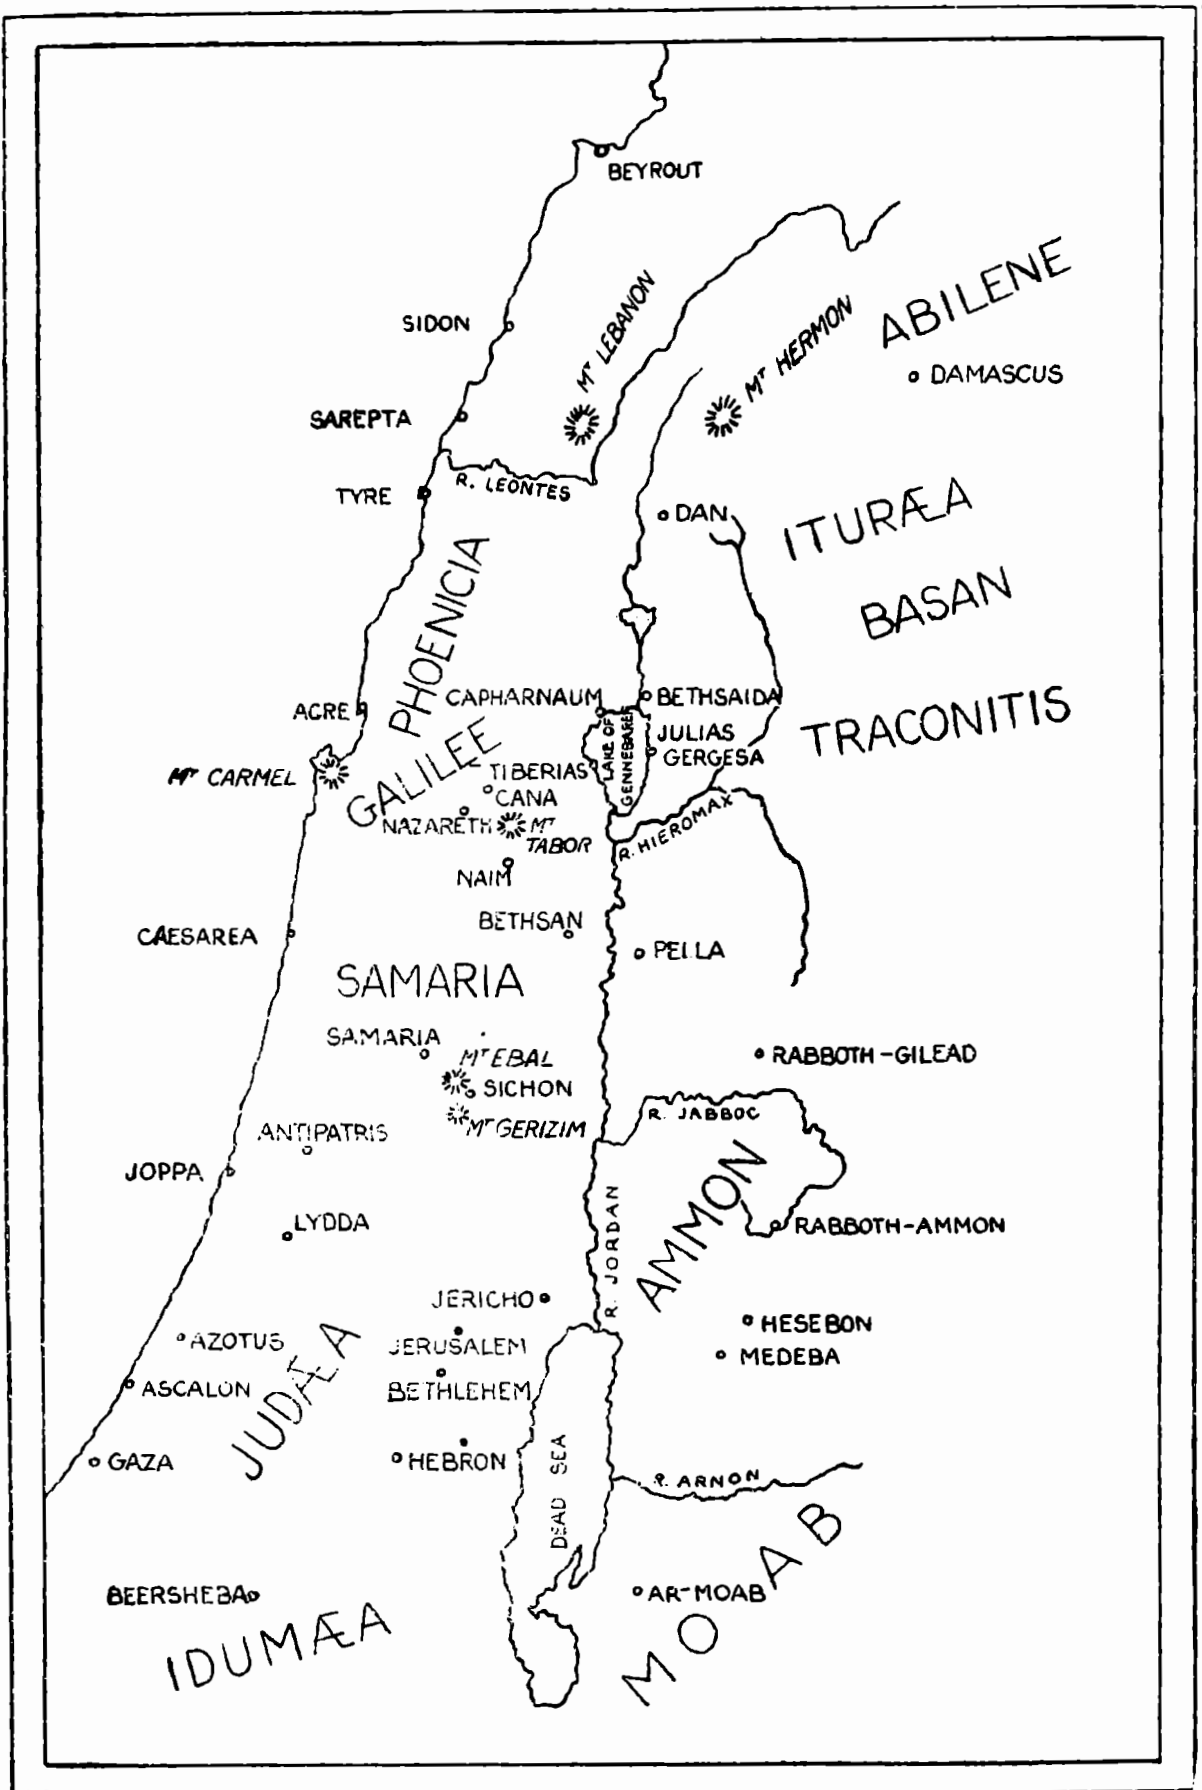 BEYROUT
ABILENE
Mᵀ LEBANON
Mᵀ HERMON
SIDON
DAMASCUS
SAREPTA
R. LEONTES
TYRE
DAN
ITURÆA
PHOENICIA
BASAN
CAPHARNAUM
BETHSAIDA
JULIAS
ACRE
TRACONITIS
LAKE OF
GENNEBARET
GERGESA
GALILEE
TIBERIAS
Mᵀ CARMEL
CANA
NAZARETH
Mᵀ
TABOR
R. HIEROMAX
NAIM
BETHSAN
CAESAREA
PELLA
SAMARIA
SAMARIA
Mᵀ EBAL
RABBOTH-GILEAD
SICHON
R. JABBOC
Mᵀ GERIZIM
ANTIPATRIS
JOPPA
AMMON
LYDDA
R. JORDAN
RABBOTH-AMMON
JERICHO
HESEBON
AZOTUS
JERUSALEM
MEDEBA
JUDÆA
ASCALON
BETHLEHEM
GAZA
HEBRON
DEAD SEA
R. ARNON
MOAB
BEERSHEBA
AR-MOAB
IDUMÆA